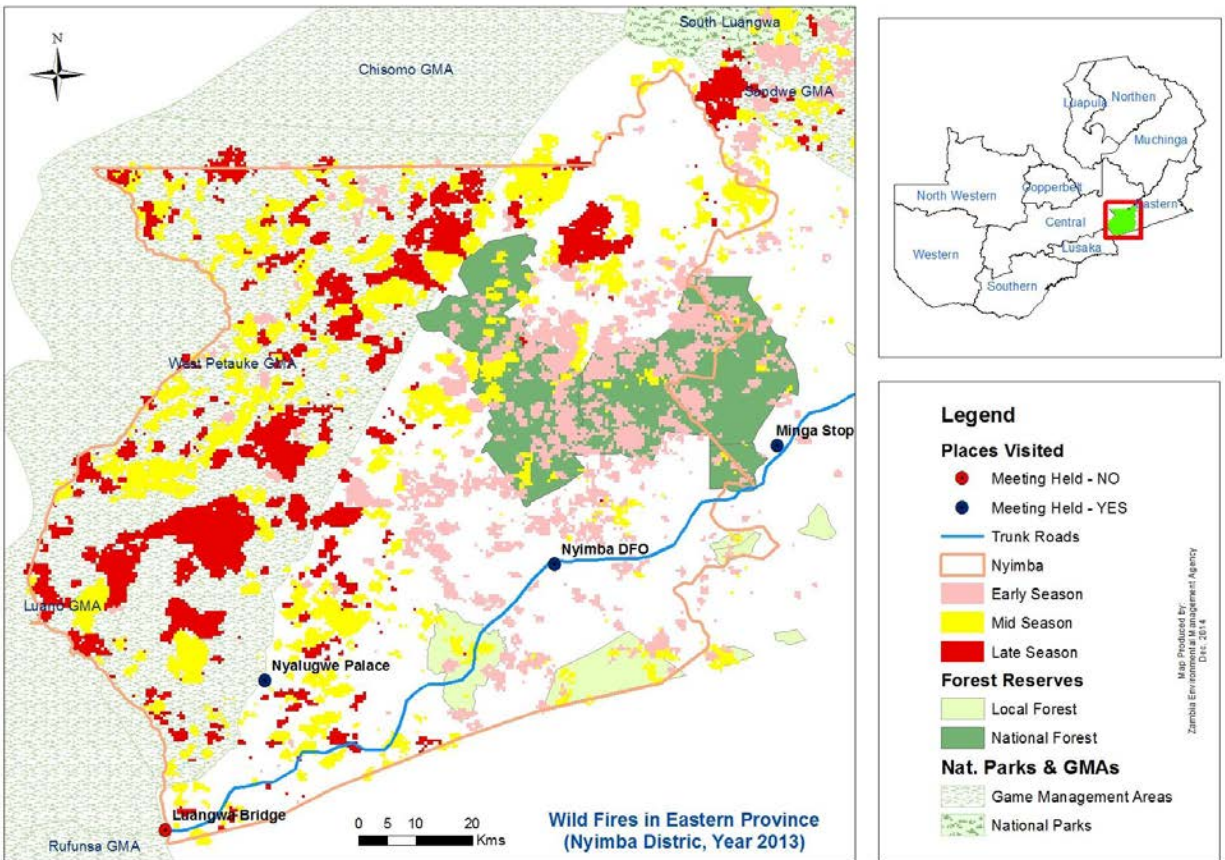 N
South Luangwa
Chisomo GMA
Sandwe GMA
West Petauke GMA
Minga Stop
Nyimba DFO
Luano GMA
Nyalugwe Palace
Luangwa Bridge
Rufunsa GMA
0 5 10 20
Kms
Wild Fires in Eastern Province
(Nyimba Distric, Year 2013)
Luapula
Northen
Muchinga
North Western
Copperbelt
Eastern
Central
Lusaka
Western
Southern
Legend
Places Visited
Meeting Held - NO
Meeting Held - YES
Trunk Roads
Nyimba
Early Season
Mid Season
Late Season
Forest Reserves
Local Forest
National Forest
Nat. Parks & GMAs
Game Management Areas
National Parks
Map Produced by:
Zambia Environmental Management Agency
Dec, 2014